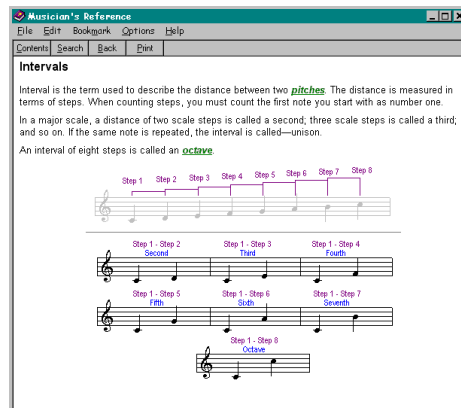 Musician's Reference
File Edit Bookmark Options Help
Contents Search Back Print
Intervals
Interval is the term used to describe the distance between two pitches. The distance is measured in
terms of steps. When counting steps, you must count the first note you start with as number one.
In a major scale, a distance of two scale steps is called a second; three scale steps is called a third;
and so on. If the same note is repeated, the interval is called—unison.
An interval of eight steps is called an octave.
Step 1 Step 2 Step 3 Step 4 Step 5 Step 6 Step 7 Step 8
Step 1 - Step 2 Step 1 - Step 3 Step 1 - Step 4
Second Third Fourth
Step 1 - Step 5 Step 1 - Step 6 Step 1 - Step 7
Fifth Sixth Seventh
Step 1 - Step 8
Octave